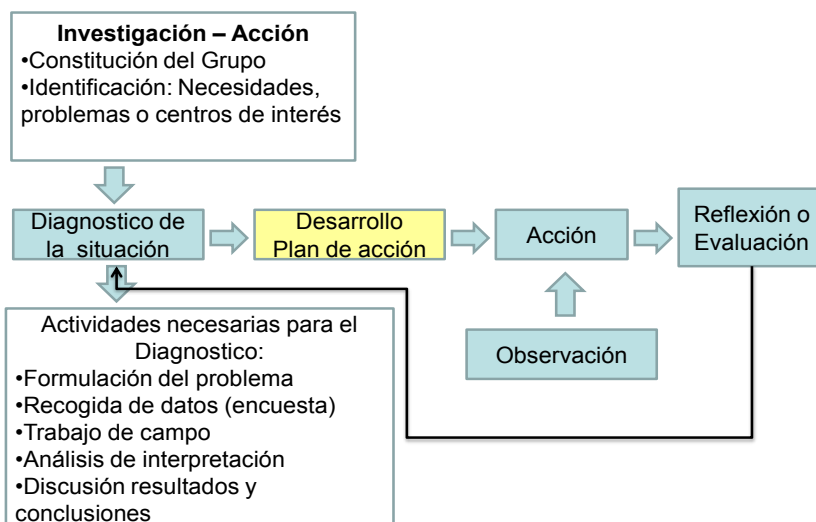 Investigación – Acción
•Constitución del Grupo
•Identificación: Necesidades,
problemas o centros de interés
Diagnostico de
la situación
Desarrollo
Plan de acción
Acción
Reflexión o
Evaluación
Observación
Actividades necesarias para el
Diagnostico:
•Formulación del problema
•Recogida de datos (encuesta)
•Trabajo de campo
•Análisis de interpretación
•Discusión resultados y
conclusiones